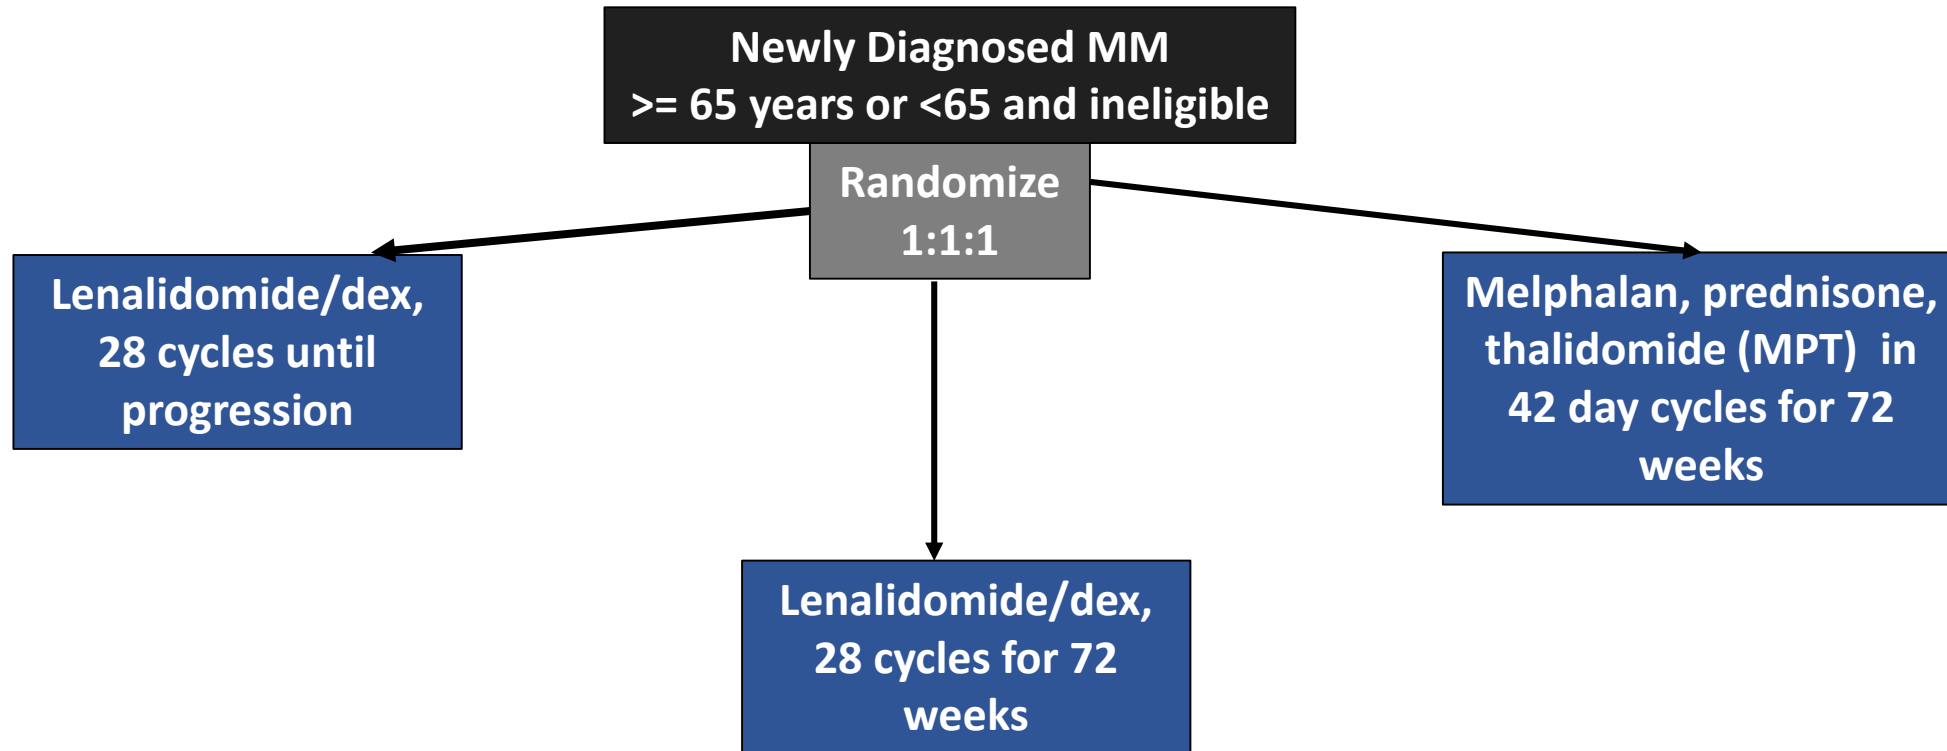 Newly Diagnosed MM
>= 65 years or <65 and ineligible
Randomize
1:1:1
Lenalidomide/dex,
28 cycles until
progression
Lenalidomide/dex,
28 cycles for 72
weeks
Melphalan, prednisone,
thalidomide (MPT)  in
42 day cycles for 72
weeks